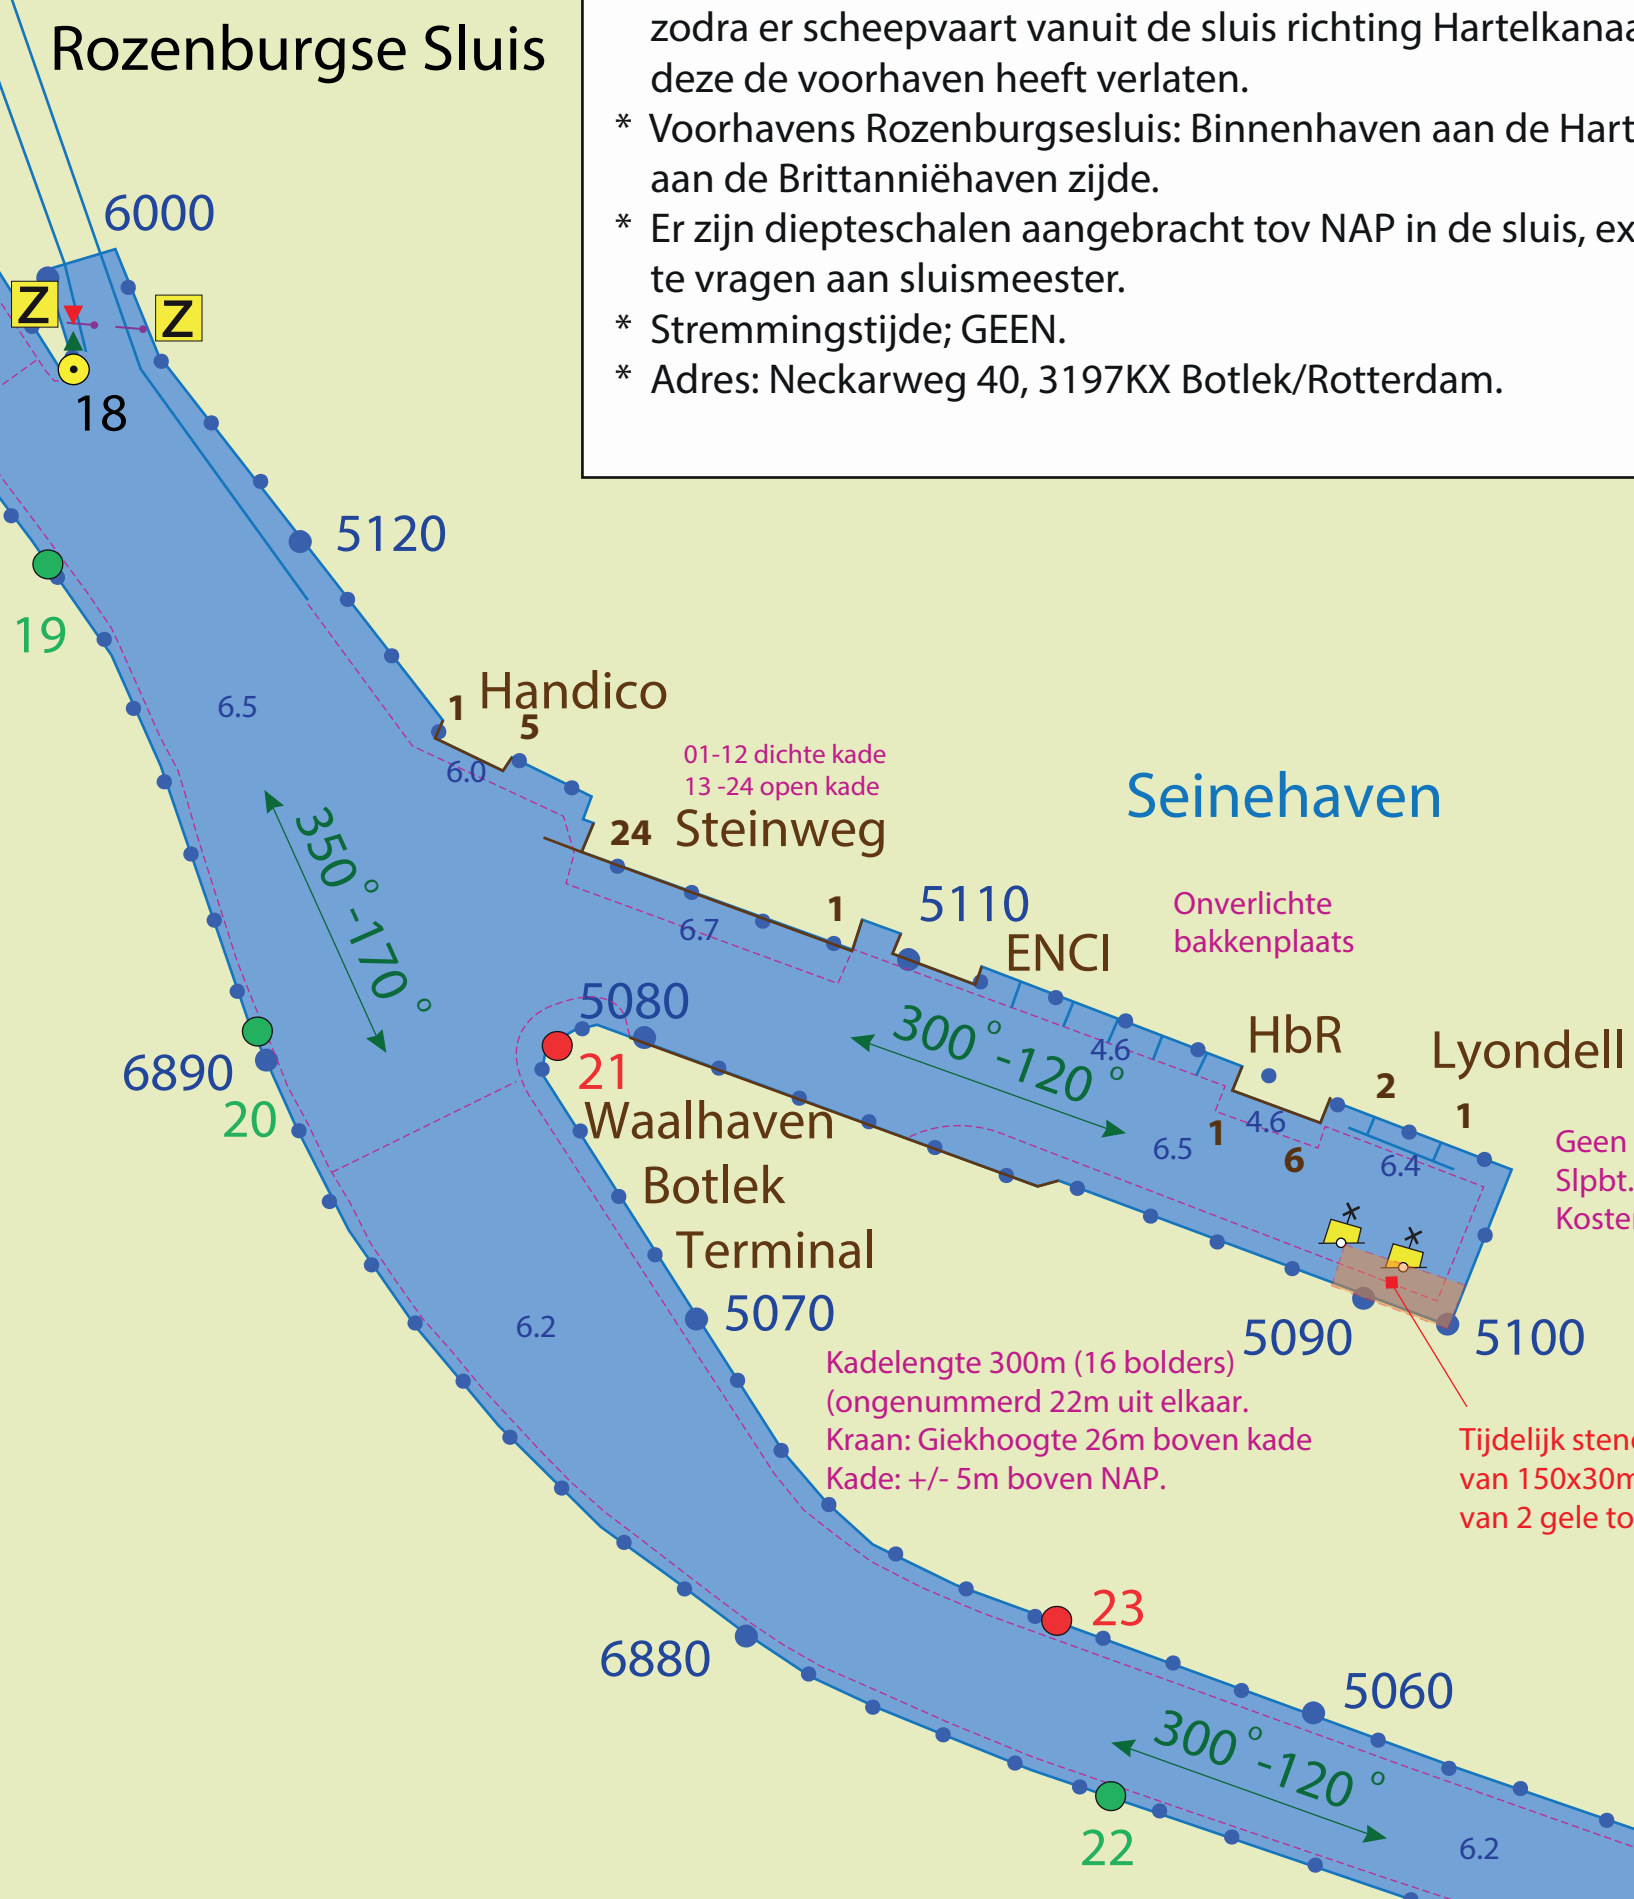 Rozenburgse Sluis
zodra er scheepvaart vanuit de sluis richting Hartelkanaa
deze de voorhaven heeft verlaten.
* Voorhavens Rozenburgsesluis: Binnenhaven aan de Hart
aan de Brittanniëhaven zijde.
* Er zijn diepteschalen aangebracht tov NAP in de sluis, ex
te vragen aan sluismeester.
* Stremmingstijde; GEEN.
* Adres: Neckarweg 40, 3197KX Botlek/Rotterdam.
6000
Z
Z
18
5120
19
6.5
1 Handico
5
6.0
01-12 dichte kade
13 -24 open kade
24 Steinweg
Seinehaven
350° -170°
1
5110
6.7
ENCI
Onverlichte
bakkenplaats
5080
300° -120°
4.6
HbR
Lyondell
21
6890
20
2
1
Waalhaven
Botlek
Terminal
6.5
1
4.6
6
6.4
Geen
Slpbt.
Koste
5070
6.2
5090
5100
Kadelengte 300m (16 bolders)
(ongenummerd 22m uit elkaar.
Kraan: Giekhoogte 26m boven kade
Kade: +/- 5m boven NAP.
Tijdelijk sten
van 150x30m
van 2 gele to
23
6880
5060
300° -120°
22
6.2